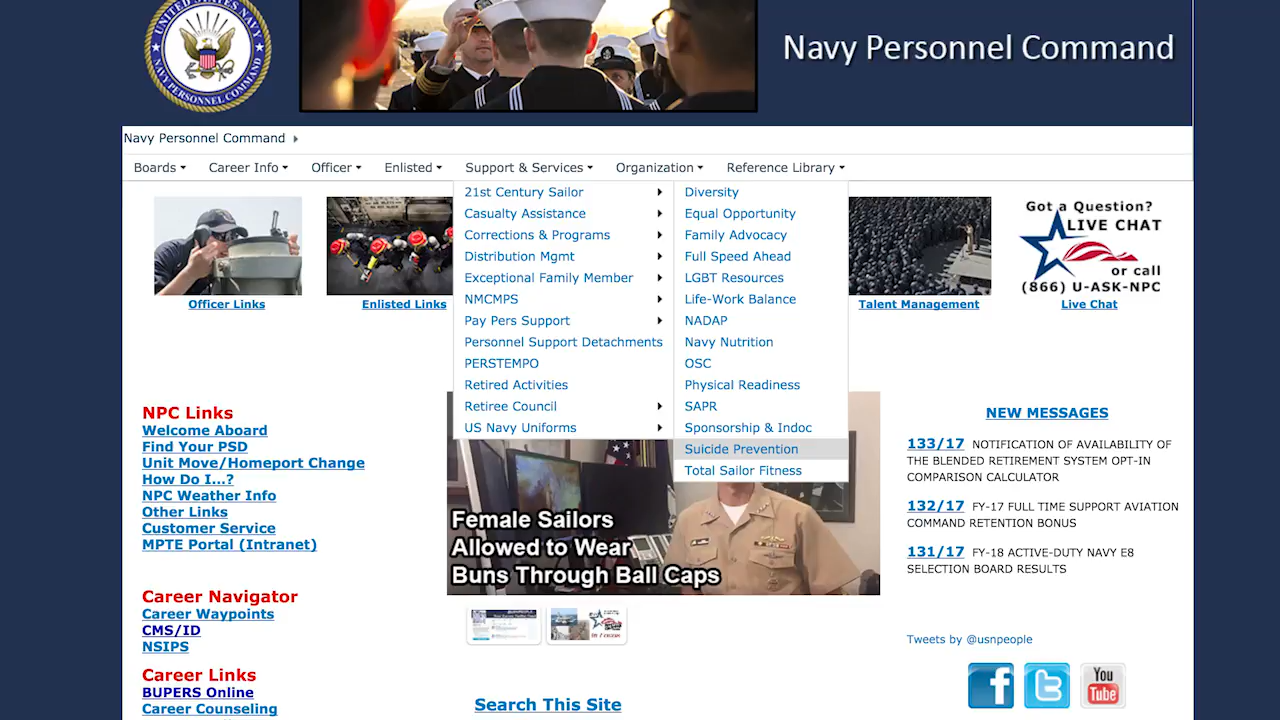 UNITED STATES NAVY
NAVY PERSONNEL COMMAND
Navy Personnel Command
Navy Personnel Command
Boards
Career Info
Officer
Enlisted
Support & Services
Organization
Reference Library
21st Century Sailor
Casualty Assistance
Corrections & Programs
Distribution Mgmt
Exceptional Family Member
NMCMPS
Pay Pers Support
Personnel Support Detachments
PERSTEMPO
Retired Activities
Retiree Council
US Navy Uniforms
Diversity
Equal Opportunity
Family Advocacy
Full Speed Ahead
LGBT Resources
Life-Work Balance
NADAP
Navy Nutrition
OSC
Physical Readiness
SAPR
Sponsorship & Indoc
Suicide Prevention
Total Sailor Fitness
Officer Links
Enlisted Links
Talent Management
Got a Question?
LIVE CHAT
or call
(866) U-ASK-NPC
Live Chat
NPC Links
Welcome Aboard
Find Your PSD
Unit Move/Homeport Change
How Do I...?
NPC Weather Info
Other Links
Customer Service
MPTE Portal (Intranet)
Career Navigator
Career Waypoints
CMS/ID
NSIPS
Career Links
BUPERS Online
Career Counseling
Female Sailors
Allowed to Wear
Buns Through Ball Caps
Search This Site
NEW MESSAGES
133/17 NOTIFICATION OF AVAILABILITY OF
THE BLENDED RETIREMENT SYSTEM OPT-IN
COMPARISON CALCULATOR
132/17 FY-17 FULL TIME SUPPORT AVIATION
COMMAND RETENTION BONUS
131/17 FY-18 ACTIVE-DUTY NAVY E8
SELECTION BOARD RESULTS
Tweets by @usnpeople
You
Tube